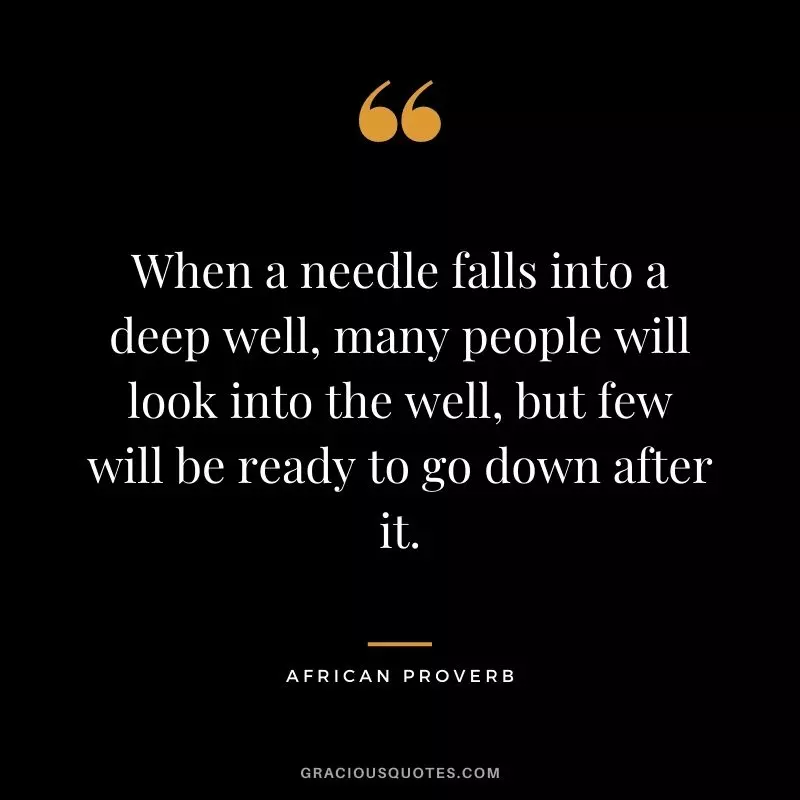 “
When a needle falls into a
deep well, many people will
look into the well, but few
will be ready to go down after
it.
AFRICAN PROVERB
GRACIOUSQUOTES.COM